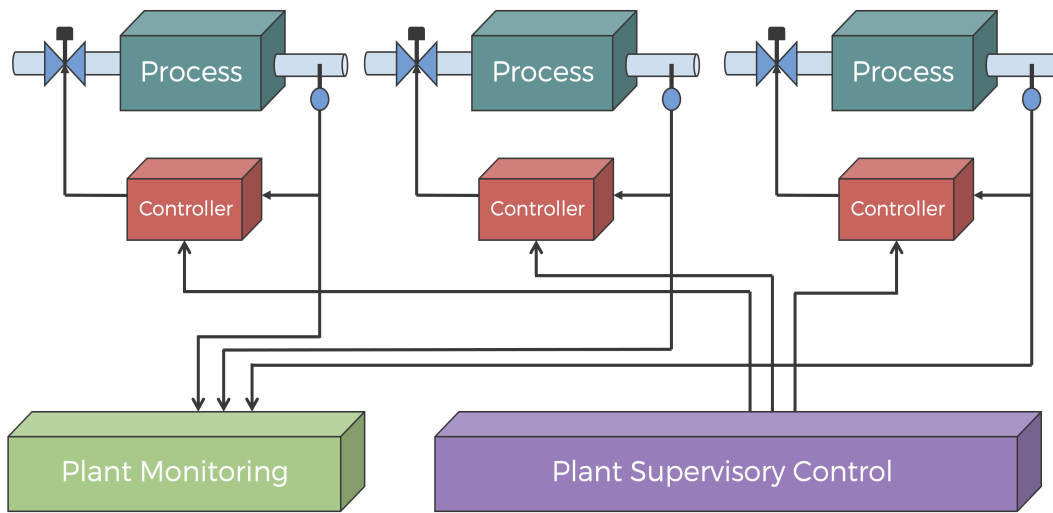 Process
Process
Process
Controller
Controller
Controller
Plant Monitoring
Plant Supervisory Control